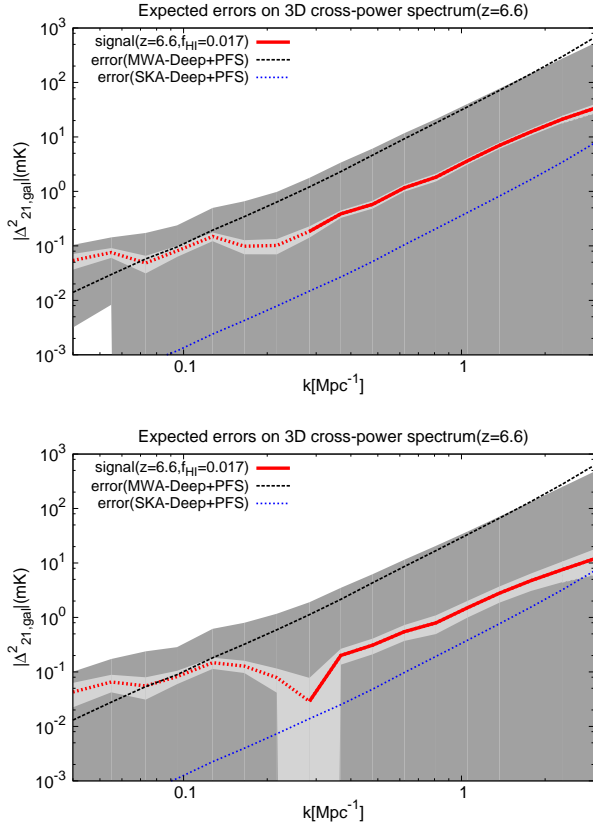 Expected errors on 3D cross-power spectrum(z=6.6)
signal(z=6.6,f_HI=0.017)
error(MWA-Deep+PFS)
error(SKA-Deep+PFS)
|Δ²_21,gal|(mK)
10³
10²
10¹
10⁰
10⁻¹
10⁻²
10⁻³
0.1 1
k[Mpc⁻¹]
Expected errors on 3D cross-power spectrum(z=6.6)
signal(z=6.6,f_HI=0.017)
error(MWA-Deep+PFS)
error(SKA-Deep+PFS)
|Δ²_21,gal|(mK)
10³
10²
10¹
10⁰
10⁻¹
10⁻²
10⁻³
0.1 1
k[Mpc⁻¹]